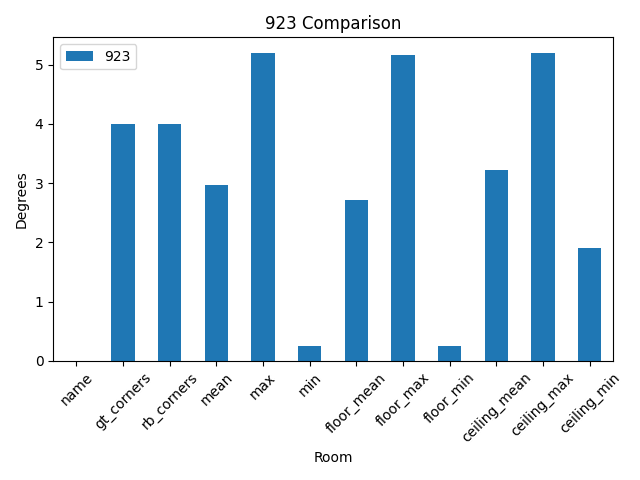 923 Comparison
923
Degrees
5
4
3
2
1
0
name
gt_corners
rb_corners
mean
max
min
floor_mean
floor_max
floor_min
ceiling_mean
ceiling_max
ceiling_min
Room